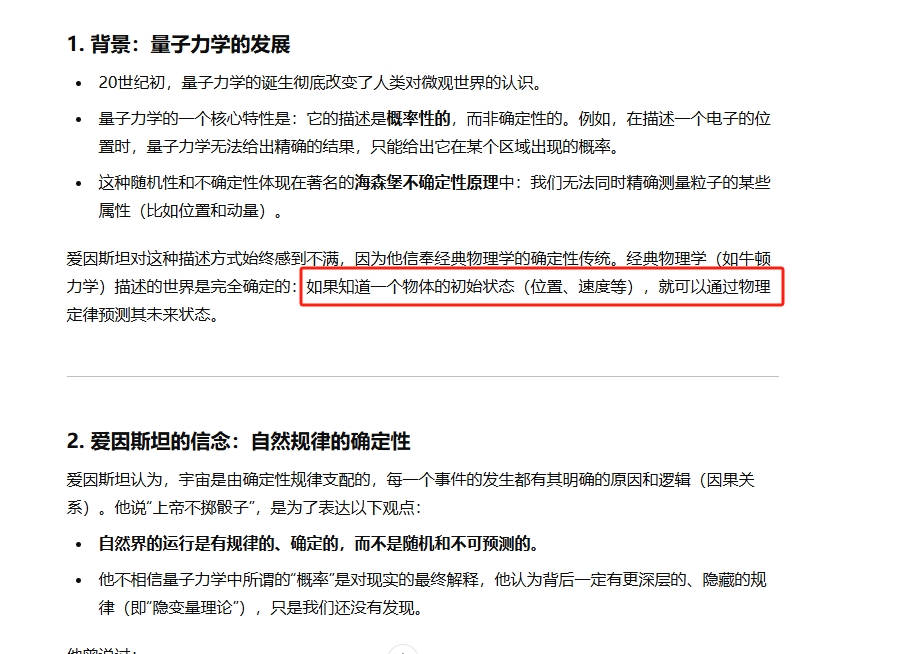 1. 背景：量子力学的发展
• 20世纪初，量子力学的诞生彻底改变了人类对微观世界的认识。
• 量子力学的一个核心特性是：它的描述是概率性的，而非确定性的。例如，在描述一个电子的位
置时，量子力学无法给出精确的结果，只能给出它在某个区域出现的概率。
• 这种随机性和不确定性体现在著名的海森堡不确定性原理中：我们无法同时精确测量粒子的某些
属性（比如位置和动量）。
爱因斯坦对这种描述方式始终感到不满，因为他信奉经典物理学的确定性传统。经典物理学（如牛顿
力学）描述的世界是完全确定的：如果知道一个物体的初始状态（位置、速度等），就可以通过物理
定律预测其未来状态。
2. 爱因斯坦的信念：自然规律的确定性
爱因斯坦认为，宇宙是由确定性规律支配的，每一个事件的发生都有其明确的原因和逻辑（因果关
系）。他说“上帝不掷骰子”，是为了表达以下观点：
• 自然界的运行是有规律的、确定的，而不是随机和不可预测的。
• 他不相信量子力学中所谓的“概率”是对现实的最终解释，他认为背后一定有更深层的、隐藏的规
律（即“隐变量理论”），只是我们还没有发现。
他曾说过：